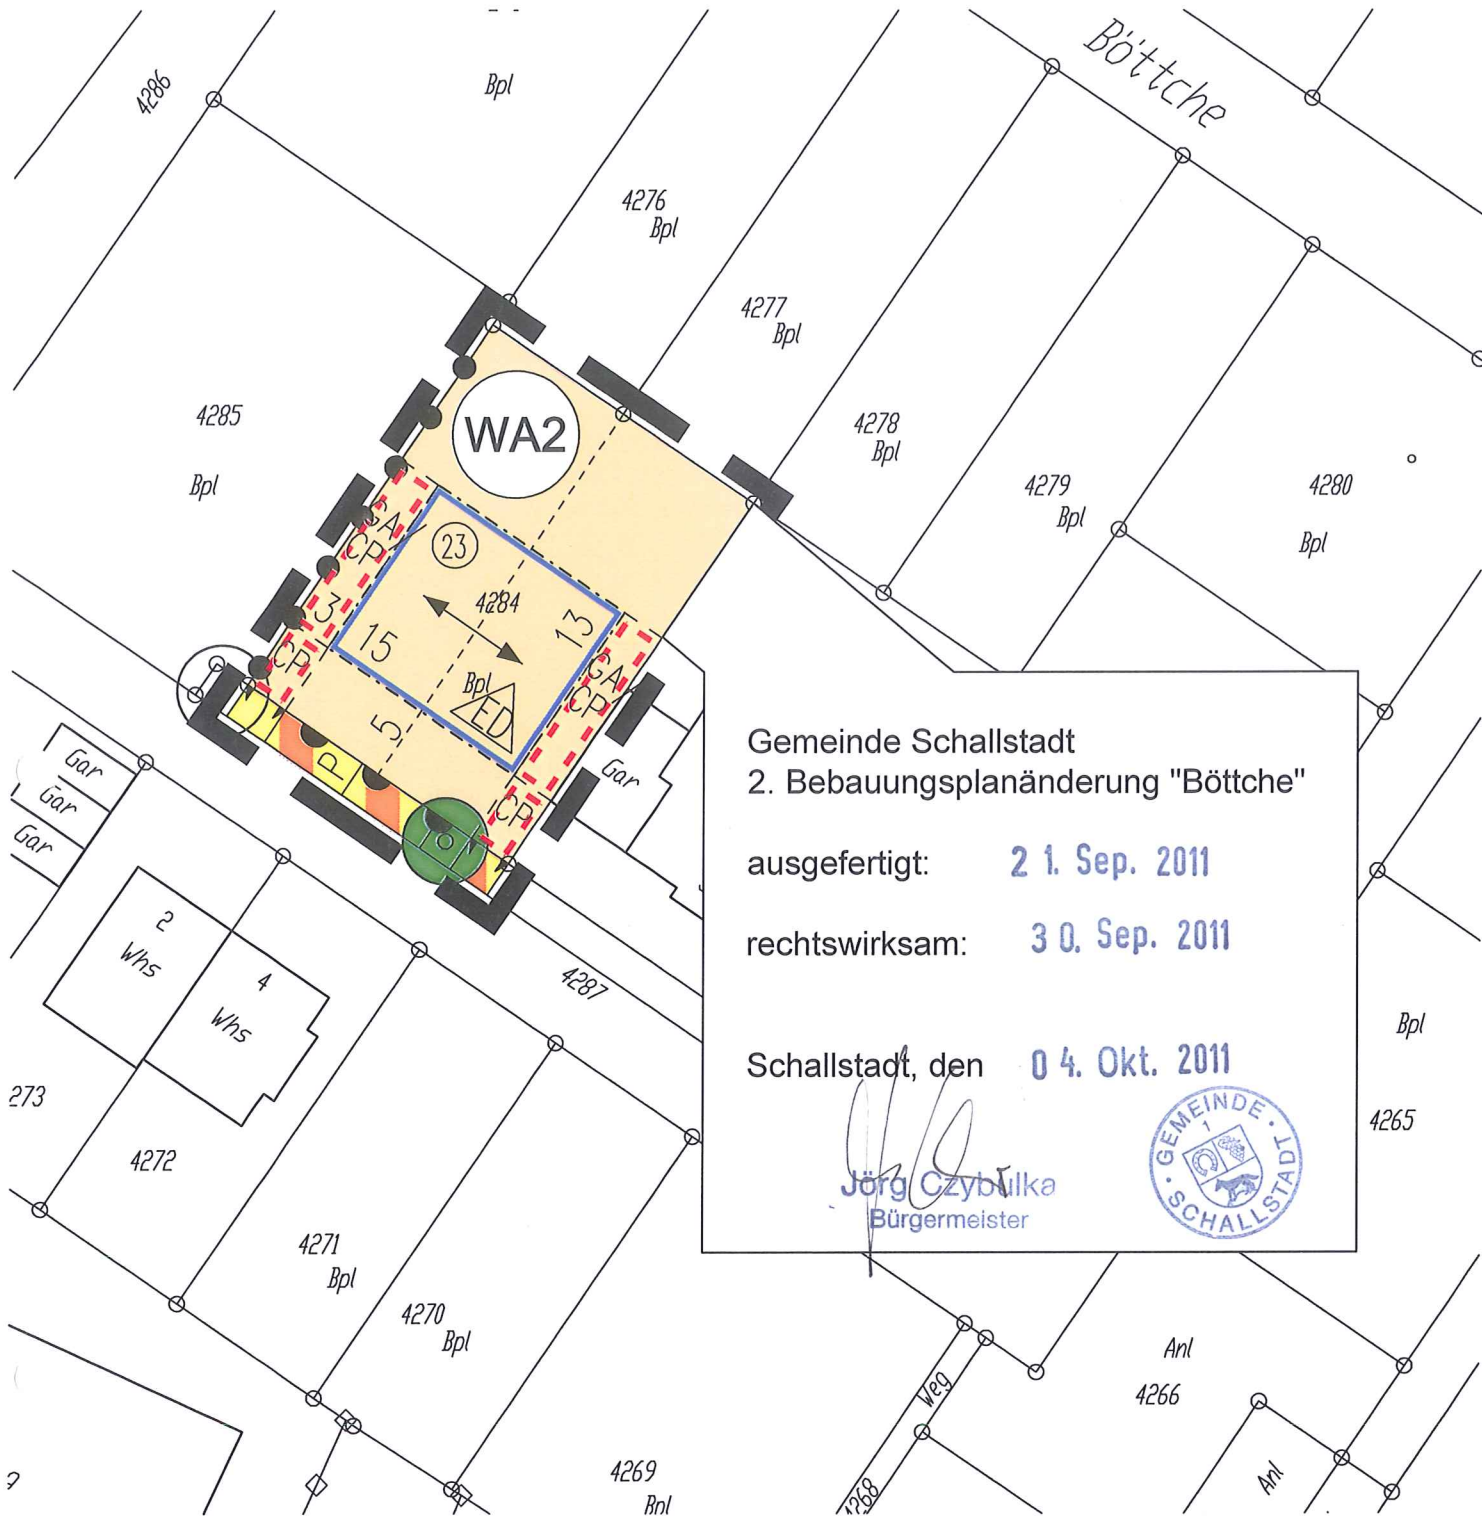 Böttche
4286
Bpl
4276
Bpl
4277
Bpl
4285
Bpl
WA2
4278
Bpl
4279
Bpl
4280
Bpl
GA/
CP
23
3
15
4284
13
CP
Bpl
ED
5
GA/
CP
P
CP
Gar
Gar
Gar
Gar
Gemeinde Schallstadt
2. Bebauungsplanänderung "Böttche"
ausgefertigt: 21. Sep. 2011
rechtswirksam: 30. Sep. 2011
Schallstadt, den 04. Okt. 2011
Jörg Czybulka
Bürgermeister
GEMEINDE · SCHALLSTADT ·
1
2
Whs
4
Whs
4287
273
4272
4271
Bpl
4270
Bpl
4269
Bpl
Bpl
4265
Anl
4266
Weg
4268
Anl